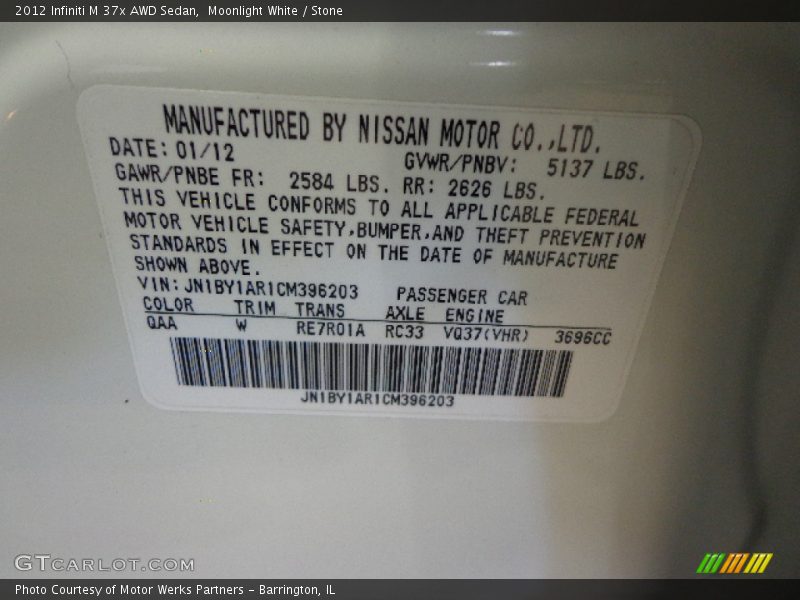 2012 Infiniti M 37x AWD Sedan,  Moonlight White / Stone
MANUFACTURED BY NISSAN MOTOR CO.,LTD.
DATE: 01/12 GVWR/PNBV: 5137 LBS.
GAWR/PNBE FR: 2584 LBS. RR: 2626 LBS.
THIS VEHICLE CONFORMS TO ALL APPLICABLE FEDERAL
MOTOR VEHICLE SAFETY,BUMPER,AND THEFT PREVENTION
STANDARDS IN EFFECT ON THE DATE OF MANUFACTURE
SHOWN ABOVE.
VIN: JN1BY1AR1CM396203 PASSENGER CAR
COLOR TRIM TRANS AXLE ENGINE
QAA W RE7R01A RC33 VQ37(VHR) 3696CC
JN1BY1AR1CM396203
GTCARLOT.COM
Photo Courtesy of Motor Werks Partners - Barrington, IL